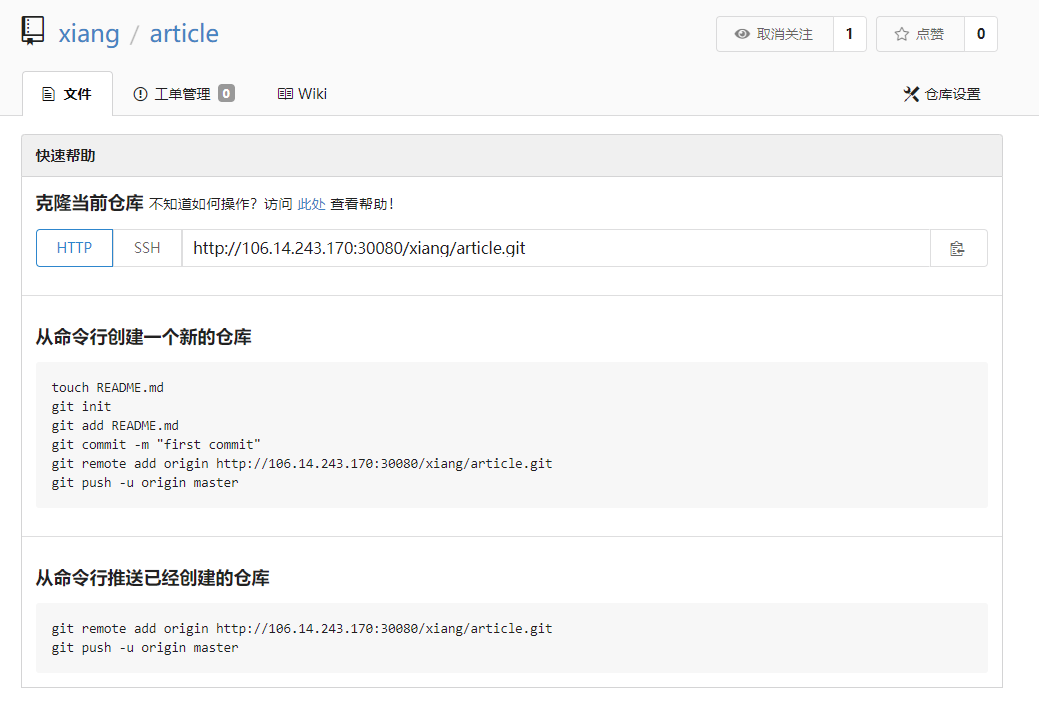 xiang / article
取消关注 1 点赞 0
文件 工单管理 0 Wiki 仓库设置
快速帮助
克隆当前仓库 不知道如何操作？访问 此处 查看帮助！
HTTP SSH http://106.14.243.170:30080/xiang/article.git
从命令行创建一个新的仓库
touch README.md
git init
git add README.md
git commit -m "first commit"
git remote add origin http://106.14.243.170:30080/xiang/article.git
git push -u origin master
从命令行推送已经创建的仓库
git remote add origin http://106.14.243.170:30080/xiang/article.git
git push -u origin master